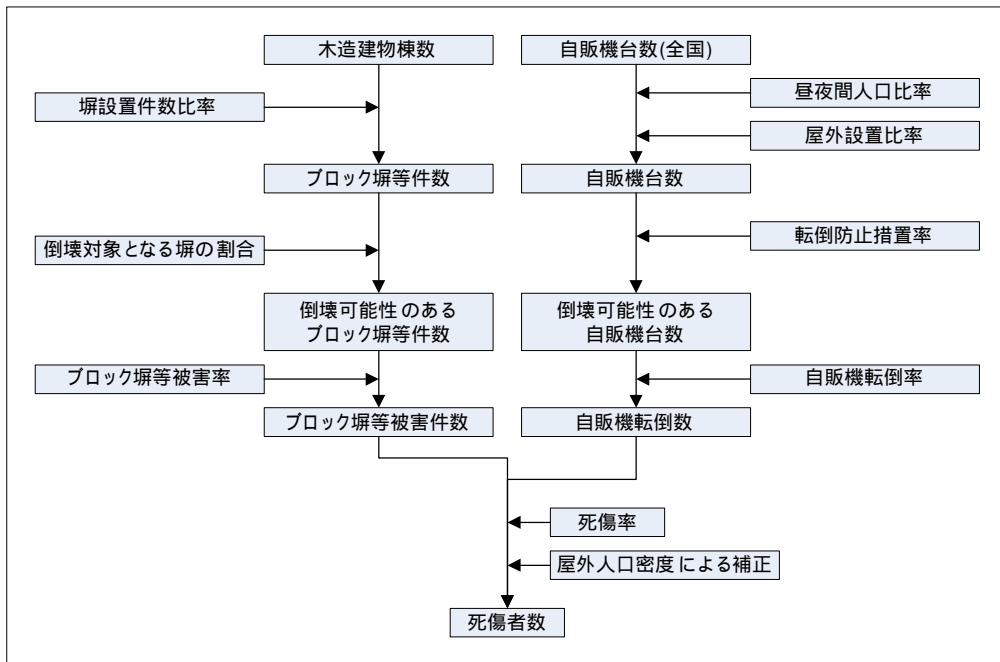 木造建物棟数
自販機台数(全国)
昼夜間人口比率
塀設置件数比率
屋外設置比率
ブロック塀等件数
自販機台数
転倒防止措置率
倒壊対象となる塀の割合
倒壊可能性のある
ブロック塀等件数
倒壊可能性のある
自販機台数
ブロック塀等被害率
自販機転倒率
ブロック塀等被害件数
自販機転倒数
死傷率
屋外人口密度による補正
死傷者数